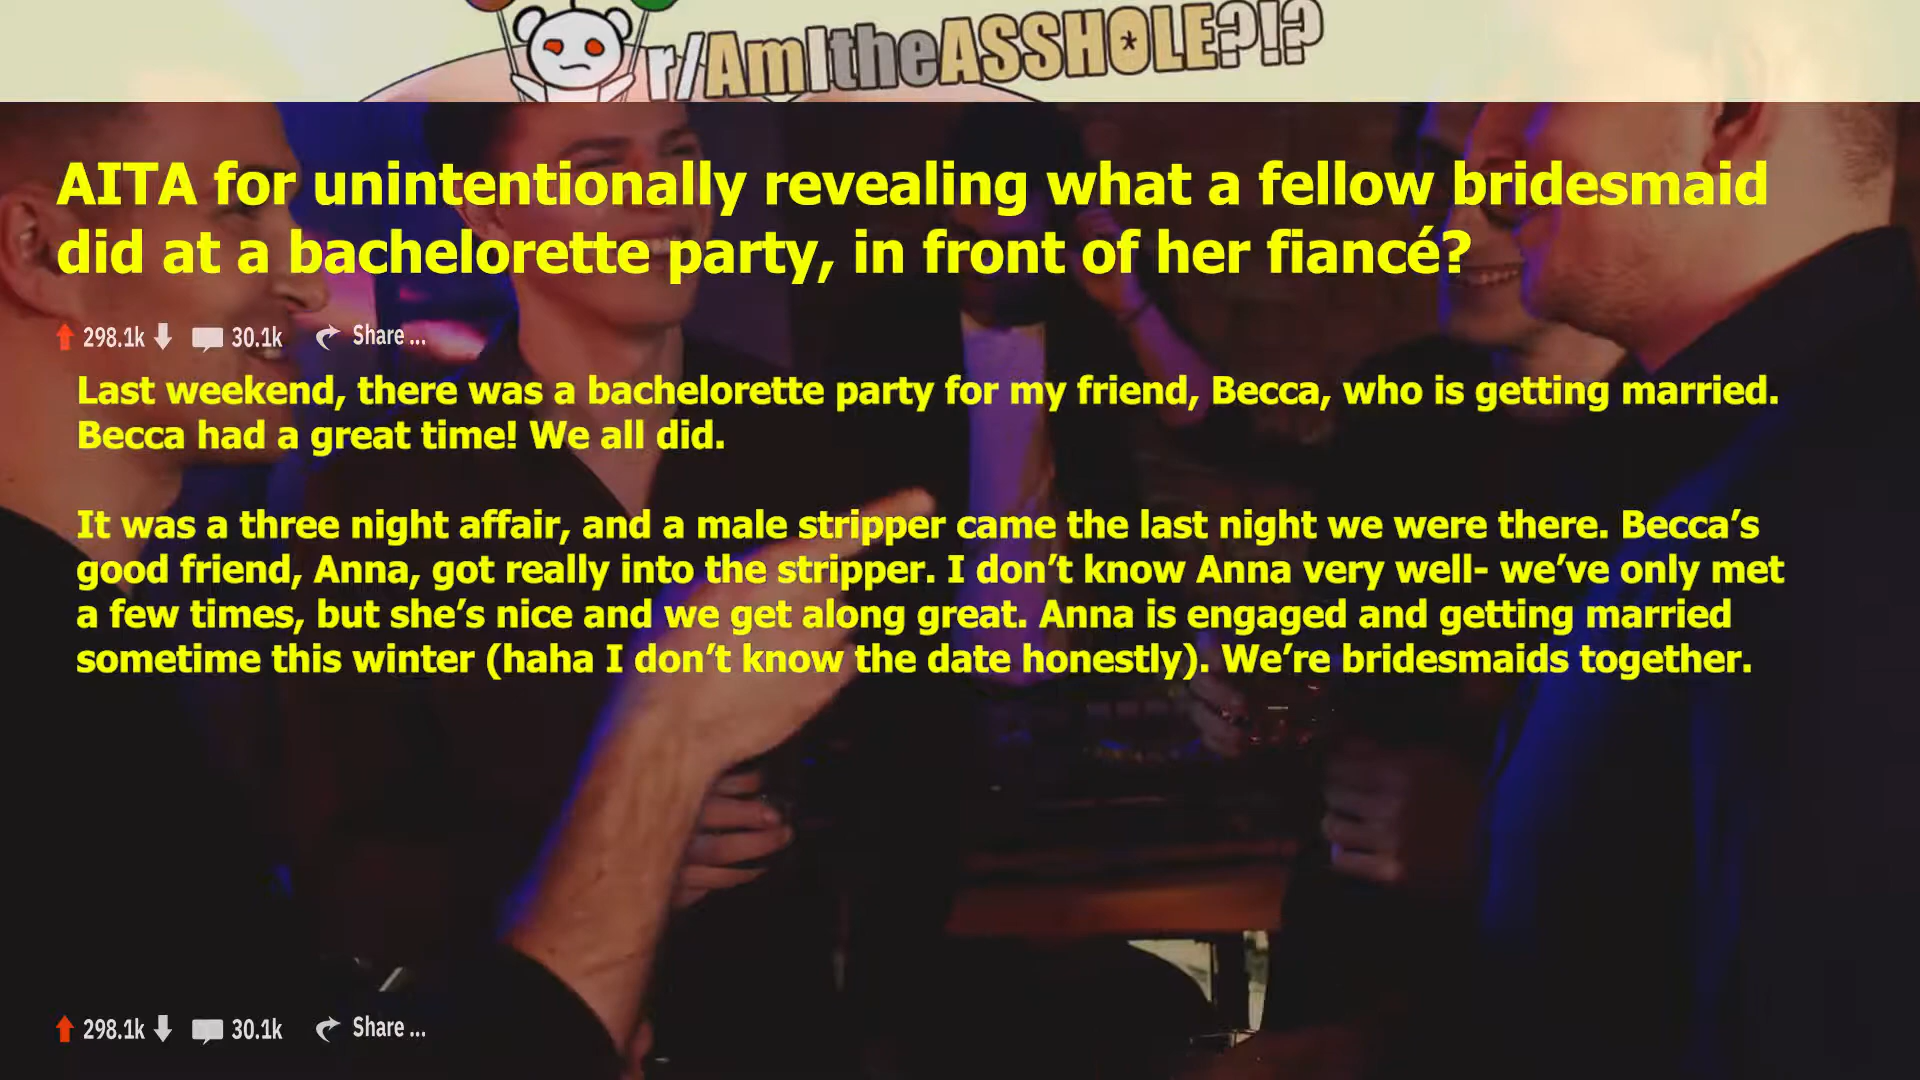 r/AmItheASSH*LE?!?
AITA for unintentionally revealing what a fellow bridesmaid
did at a bachelorette party, in front of her fiancé?
298.1k 30.1k Share ...
Last weekend, there was a bachelorette party for my friend, Becca, who is getting married.
Becca had a great time! We all did.
It was a three night affair, and a male stripper came the last night we were there. Becca’s
good friend, Anna, got really into the stripper. I don’t know Anna very well- we’ve only met
a few times, but she’s nice and we get along great. Anna is engaged and getting married
sometime this winter (haha I don’t know the date honestly). We’re bridesmaids together.
298.1k 30.1k Share ...